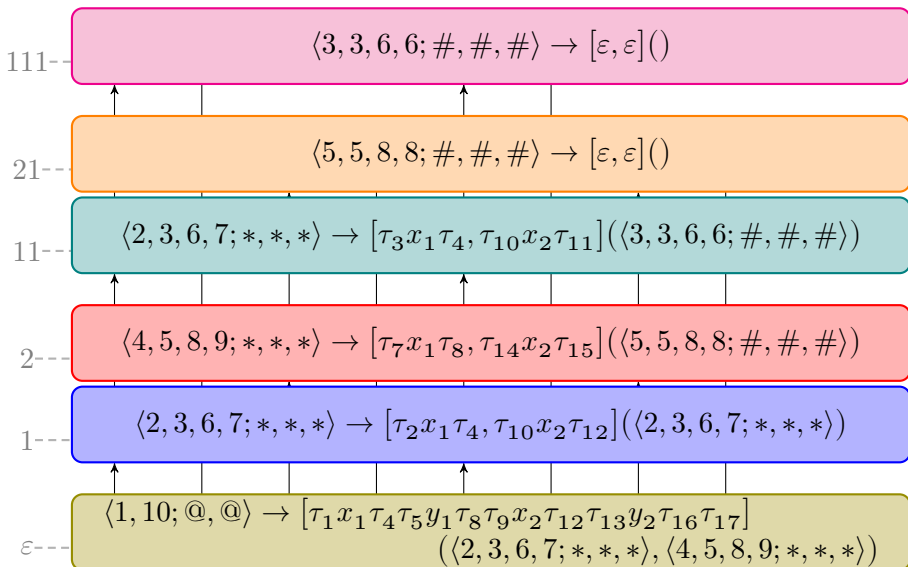 111
⟨3, 3, 6, 6; #, #, #⟩ → [ε, ε]()
21
⟨5, 5, 8, 8; #, #, #⟩ → [ε, ε]()
11
⟨2, 3, 6, 7; ∗, ∗, ∗⟩ → [τ₃x₁τ₄, τ₁₀x₂τ₁₁](⟨3, 3, 6, 6; #, #, #⟩)
2
⟨4, 5, 8, 9; ∗, ∗, ∗⟩ → [τ₇x₁τ₈, τ₁₄x₂τ₁₅](⟨5, 5, 8, 8; #, #, #⟩)
1
⟨2, 3, 6, 7; ∗, ∗, ∗⟩ → [τ₂x₁τ₄, τ₁₀x₂τ₁₂](⟨2, 3, 6, 7; ∗, ∗, ∗⟩)
ε
⟨1, 10; @, @⟩ → [τ₁x₁τ₄τ₅y₁τ₈τ₉x₂τ₁₂τ₁₃y₂τ₁₆τ₁₇]
(⟨2, 3, 6, 7; ∗, ∗, ∗⟩, ⟨4, 5, 8, 9; ∗, ∗, ∗⟩)